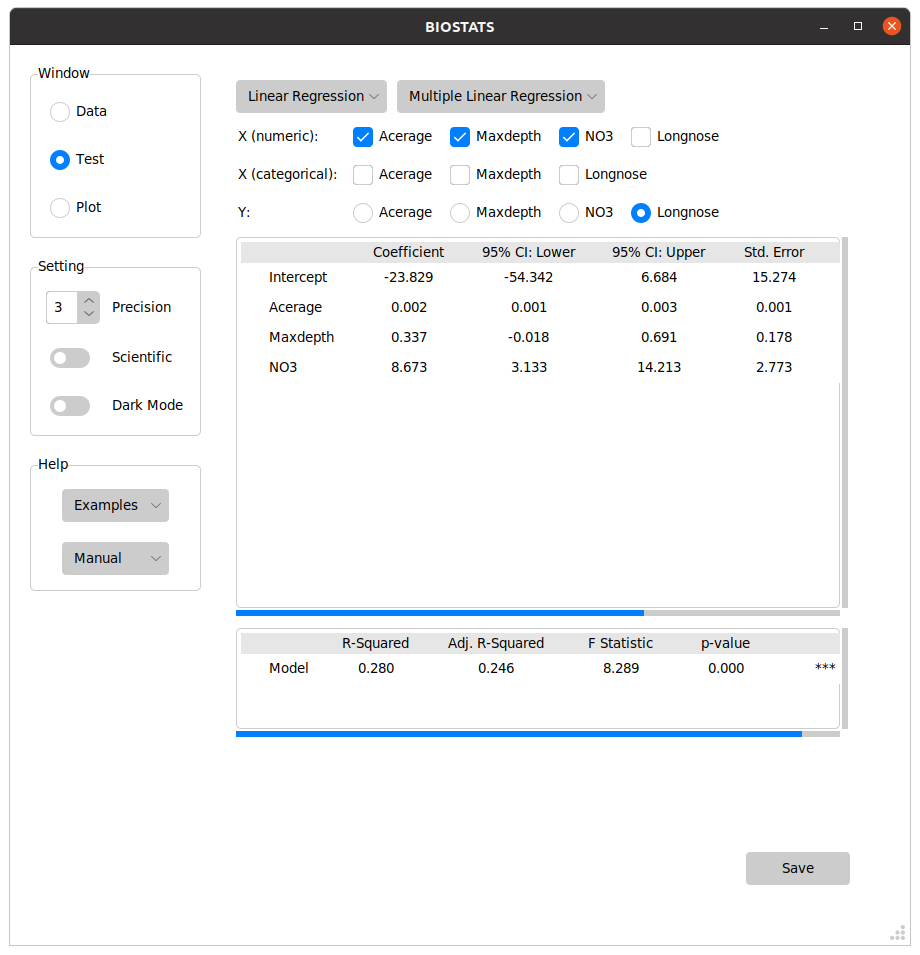 BIOSTATS
Window
Data
Test
Plot
Setting
3 Precision
Scientific
Dark Mode
Help
Examples
Manual
Linear Regression Multiple Linear Regression
X (numeric): Acerage Maxdepth NO3 Longnose
X (categorical): Acerage Maxdepth Longnose
Y: Acerage Maxdepth NO3 Longnose
Coefficient 95% CI: Lower 95% CI: Upper Std. Error
Intercept -23.829 -54.342 6.684 15.274
Acerage 0.002 0.001 0.003 0.001
Maxdepth 0.337 -0.018 0.691 0.178
NO3 8.673 3.133 14.213 2.773
R-Squared Adj. R-Squared F Statistic p-value
Model 0.280 0.246 8.289 0.000 ***
Save